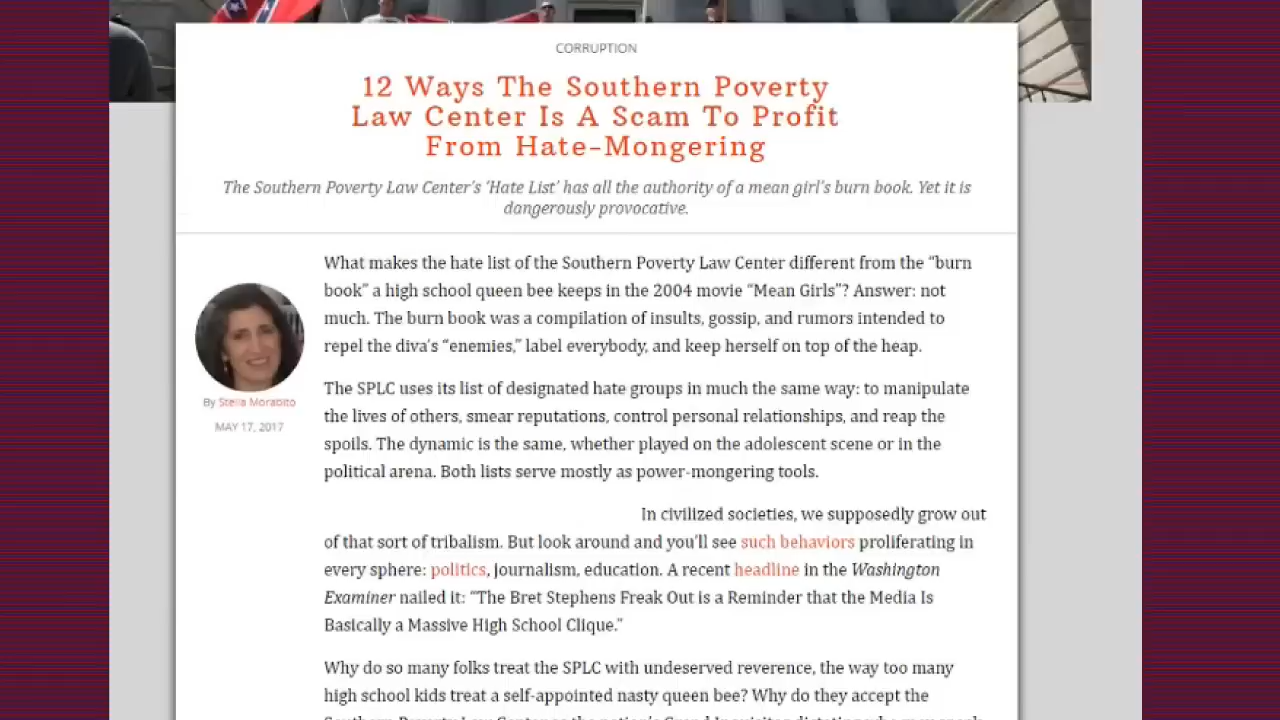 CORRUPTION
12 Ways The Southern Poverty
Law Center Is A Scam To Profit
From Hate-Mongering
The Southern Poverty Law Center's 'Hate List' has all the authority of a mean girl's burn book. Yet it is
dangerously provocative.
What makes the hate list of the Southern Poverty Law Center different from the “burn
book” a high school queen bee keeps in the 2004 movie “Mean Girls”? Answer: not
much. The burn book was a compilation of insults, gossip, and rumors intended to
repel the diva’s “enemies,” label everybody, and keep herself on top of the heap.
By Stella Morabito
MAY 17, 2017
The SPLC uses its list of designated hate groups in much the same way: to manipulate
the lives of others, smear reputations, control personal relationships, and reap the
spoils. The dynamic is the same, whether played on the adolescent scene or in the
political arena. Both lists serve mostly as power-mongering tools.
In civilized societies, we supposedly grow out
of that sort of tribalism. But look around and you’ll see such behaviors proliferating in
every sphere: politics, journalism, education. A recent headline in the Washington
Examiner nailed it: “The Bret Stephens Freak Out is a Reminder that the Media Is
Basically a Massive High School Clique.”
Why do so many folks treat the SPLC with undeserved reverence, the way too many
high school kids treat a self-appointed nasty queen bee? Why do they accept the